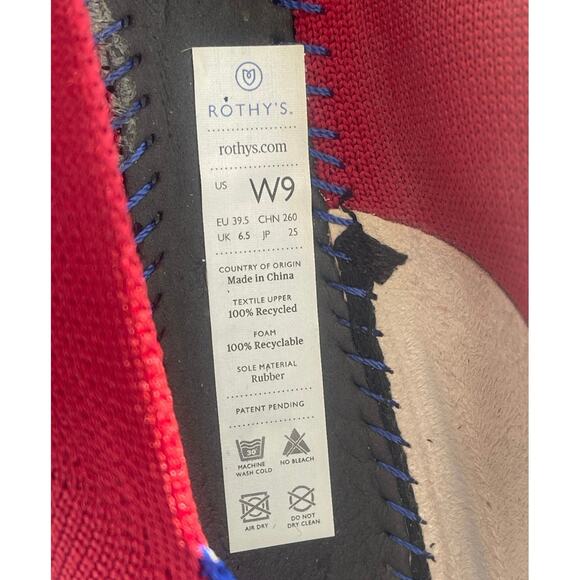 ROTHY'S
rothys.com
US W9
EU 39.5 CHN 260
UK 6.5 JP 25
COUNTRY OF ORIGIN
Made in China
TEXTILE UPPER
100% Recycled
FOAM
100% Recyclable
SOLE MATERIAL
Rubber
PATENT PENDING
30°
MACHINE WASH COLD
NO BLEACH
AIR DRY
DO NOT DRY CLEAN